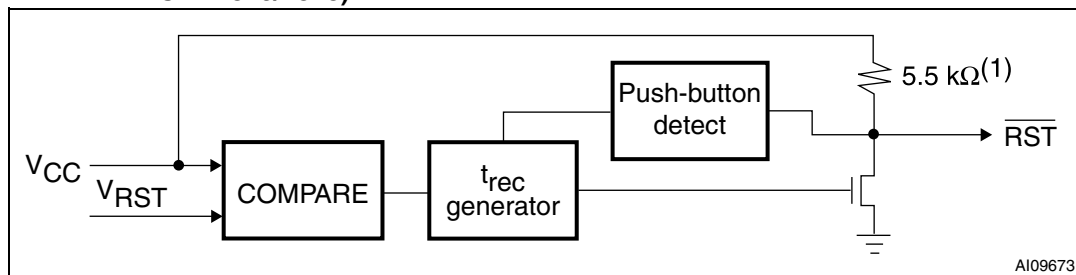 5.5 kΩ(1)
Push-button
detect
RST
VCC
VRST
COMPARE
trec
generator
AI09673